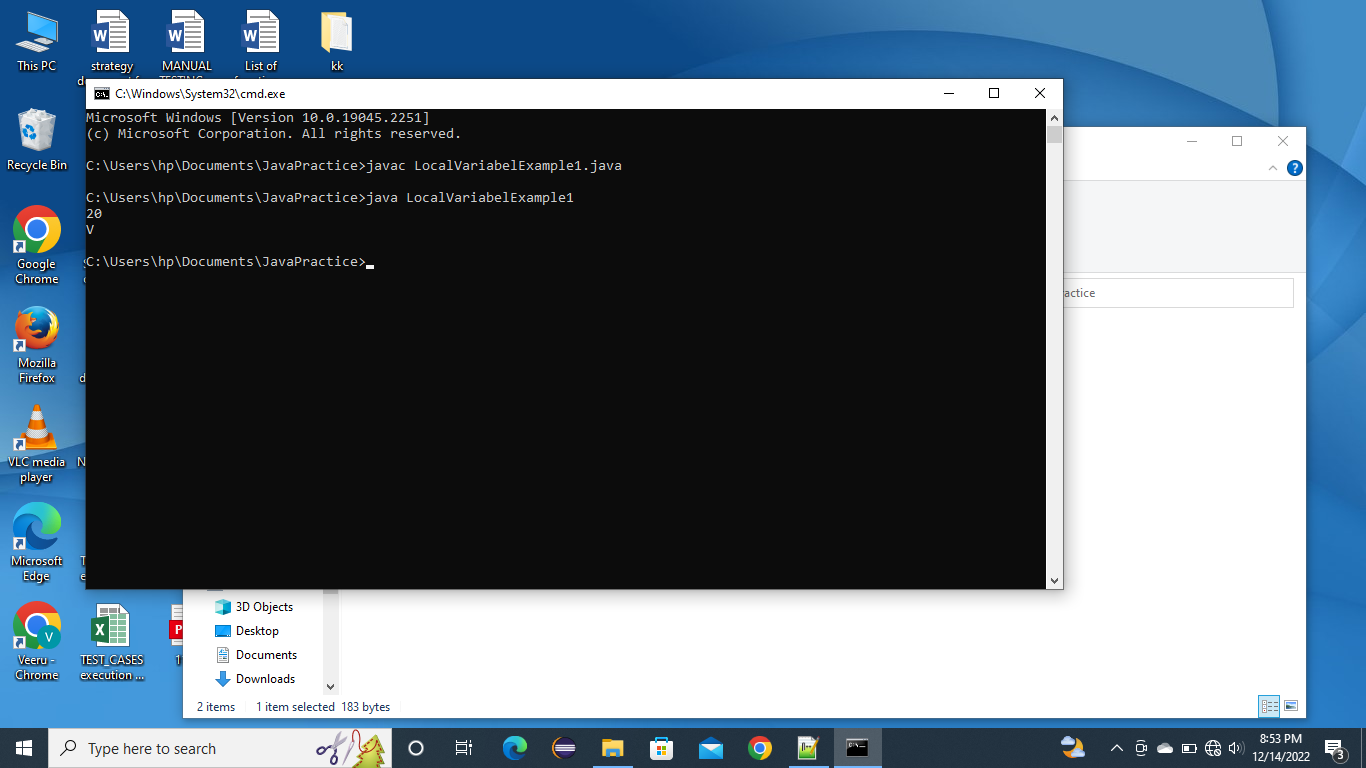 This PC
strategy
MANUAL
List of
kk
C:\Windows\System32\cmd.exe
Microsoft Windows [Version 10.0.19045.2251]
(c) Microsoft Corporation. All rights reserved.
C:\Users\hp\Documents\JavaPractice>javac LocalVariabelExample1.java
C:\Users\hp\Documents\JavaPractice>java LocalVariabelExample1
20
V
C:\Users\hp\Documents\JavaPractice>
Recycle Bin
Google
Chrome
Mozilla
Firefox
VLC media
player
Microsoft
Edge
Veeru -
Chrome
TEST_CASES
execution ...
ractice
3D Objects
Desktop
Documents
Downloads
2 items 1 item selected 183 bytes
Type here to search
8:53 PM
12/14/2022
3